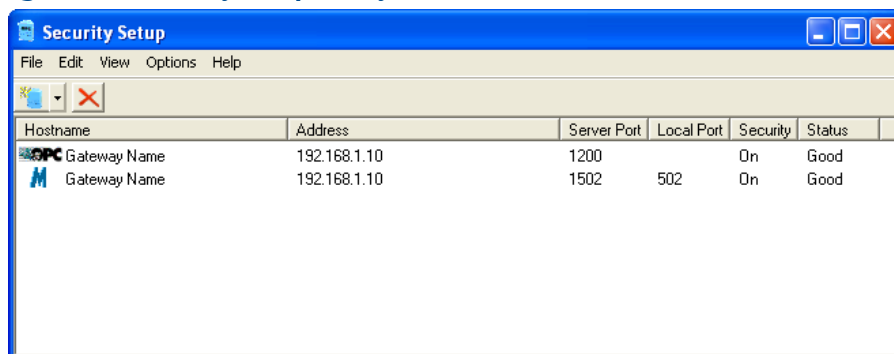 Security Setup
File Edit View Options Help
Hostname Address Server Port Local Port Security Status
OPC Gateway Name 192.168.1.10 1200 On Good
M Gateway Name 192.168.1.10 1502 502 On Good